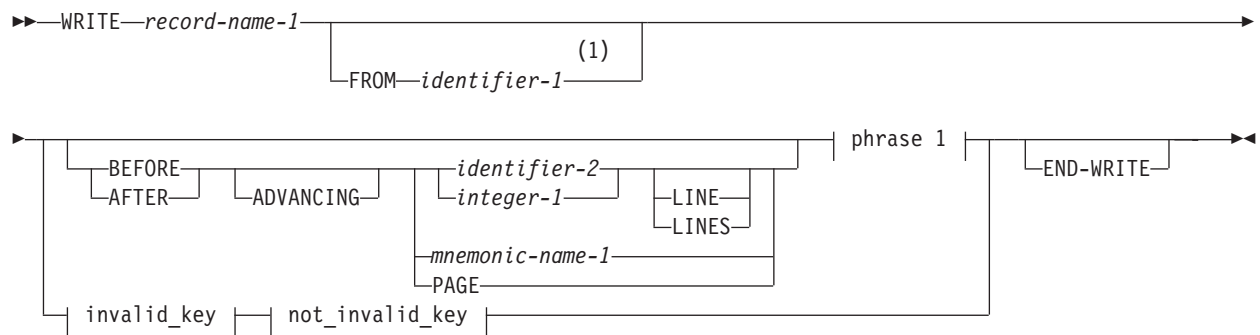 WRITE record-name-1
(1)
FROM identifier-1
phrase 1
BEFORE identifier-2 END-WRITE
AFTER ADVANCING integer-1 LINE
LINES
mnemonic-name-1
PAGE
invalid_key not_invalid_key